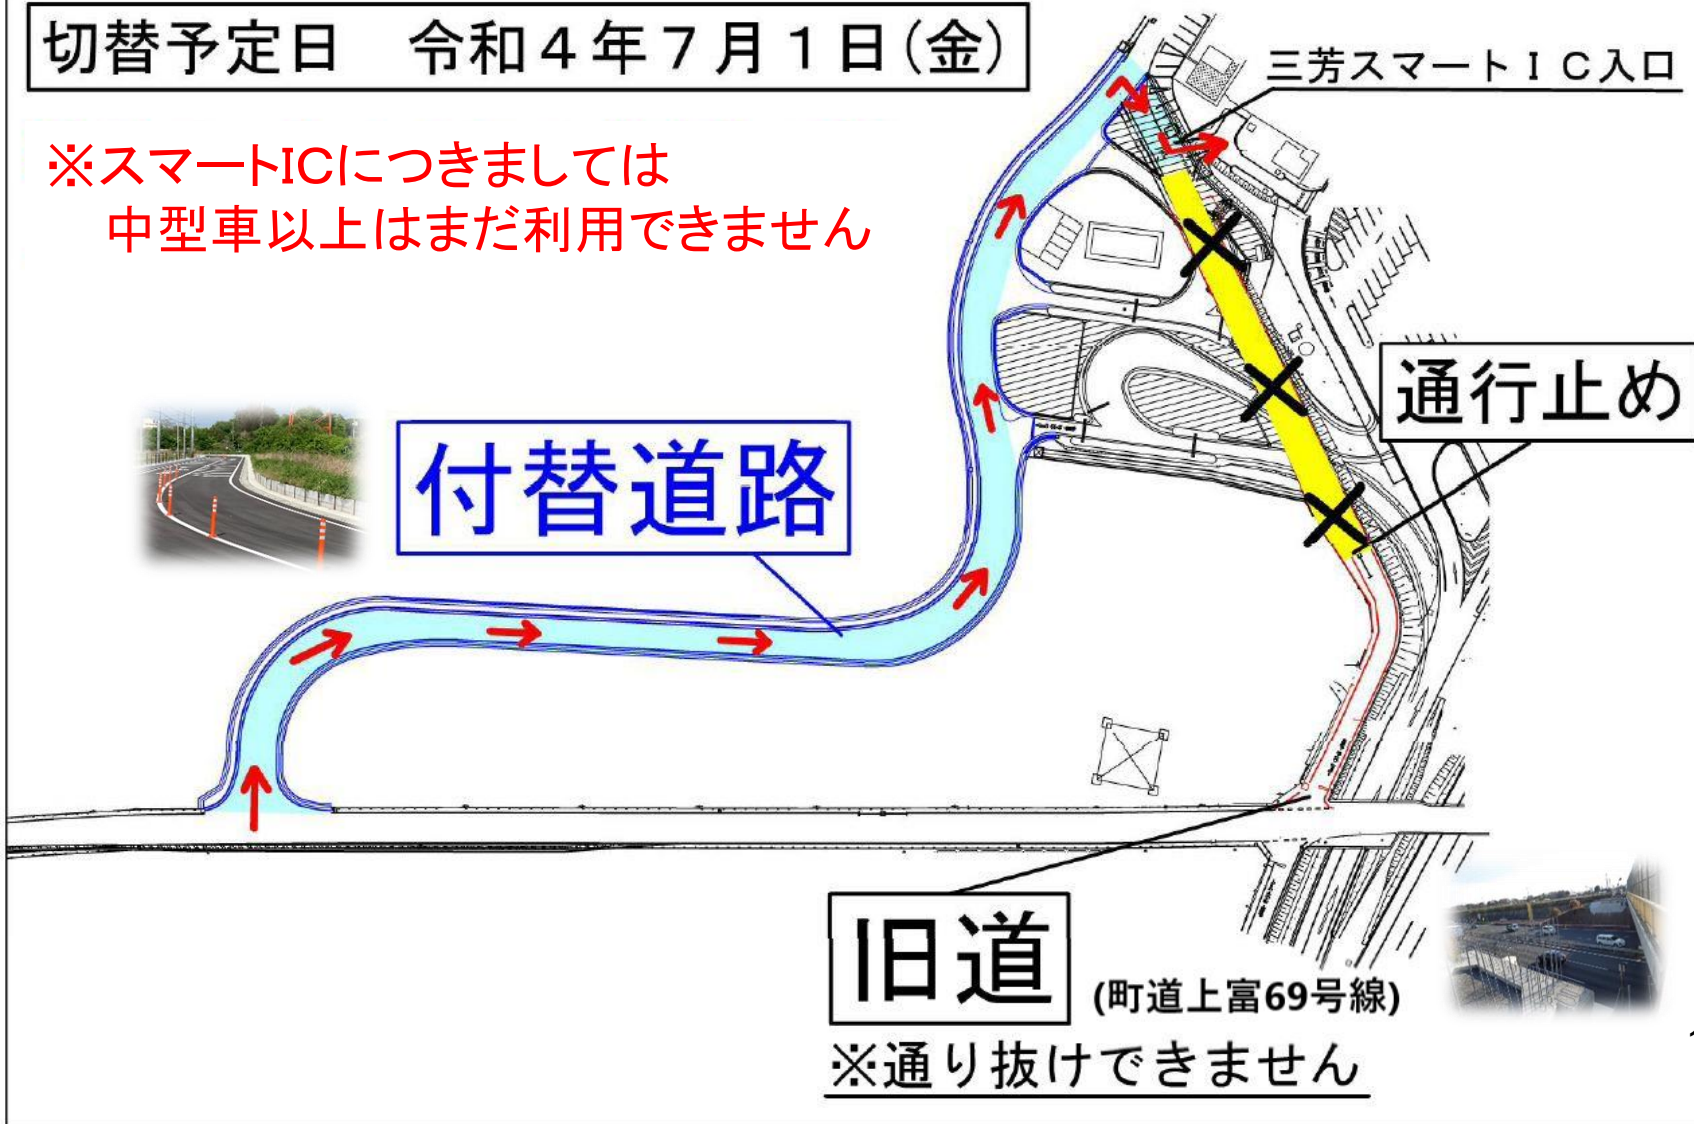 切替予定日　令和４年７月１日(金)
三芳スマートＩＣ入口
※スマートICにつきましては
中型車以上はまだ利用できません
通行止め
付替道路
旧道
(町道上富69号線)
※通り抜けできません